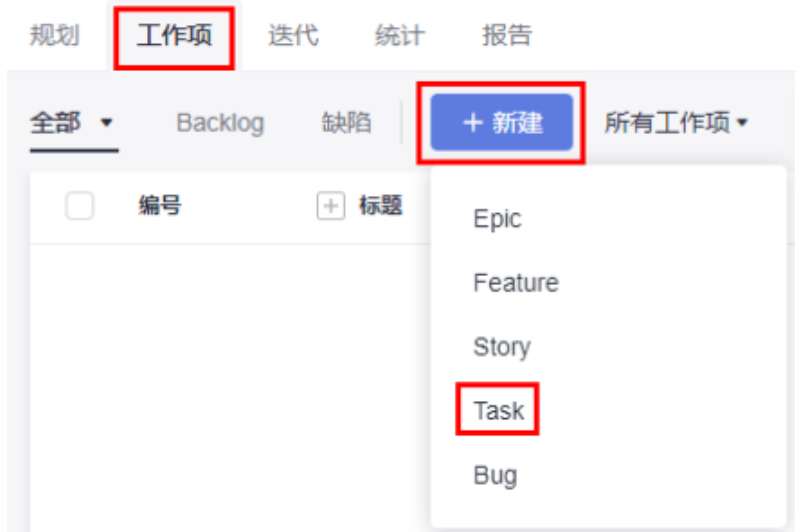 规划 工作项 迭代 统计 报告
全部 Backlog 缺陷 + 新建 所有工作项
编号 标题
Epic
Feature
Story
Task
Bug